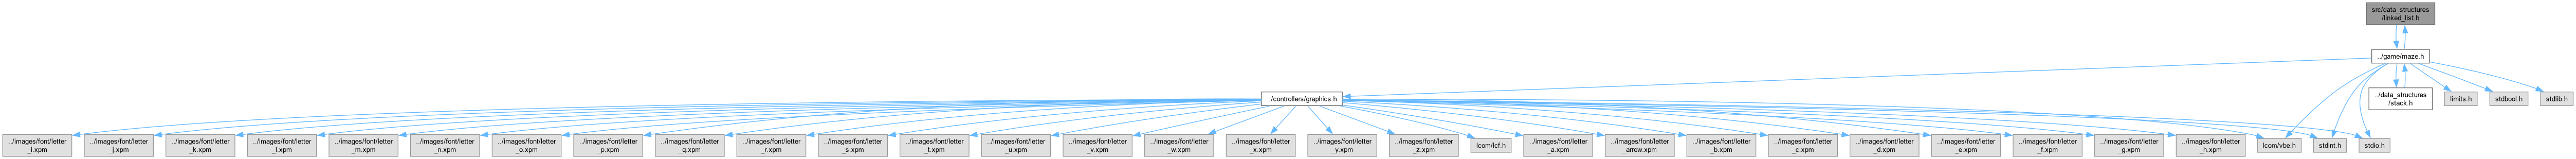 src/data_structures
/linked_list.h
../game/maze.h
../controllers/graphics.h
../data_structures
/stack.h
limits.h
stdbool.h
stdlib.h
../images/font/letter
_i.xpm
../images/font/letter
_j.xpm
../images/font/letter
_k.xpm
../images/font/letter
_l.xpm
../images/font/letter
_m.xpm
../images/font/letter
_n.xpm
../images/font/letter
_o.xpm
../images/font/letter
_p.xpm
../images/font/letter
_q.xpm
../images/font/letter
_r.xpm
../images/font/letter
_s.xpm
../images/font/letter
_t.xpm
../images/font/letter
_u.xpm
../images/font/letter
_v.xpm
../images/font/letter
_w.xpm
../images/font/letter
_x.xpm
../images/font/letter
_y.xpm
../images/font/letter
_z.xpm
lcom/lcf.h
../images/font/letter
_a.xpm
../images/font/letter
_arrow.xpm
../images/font/letter
_b.xpm
../images/font/letter
_c.xpm
../images/font/letter
_d.xpm
../images/font/letter
_e.xpm
../images/font/letter
_f.xpm
../images/font/letter
_g.xpm
../images/font/letter
_h.xpm
lcom/vbe.h
stdint.h
stdio.h